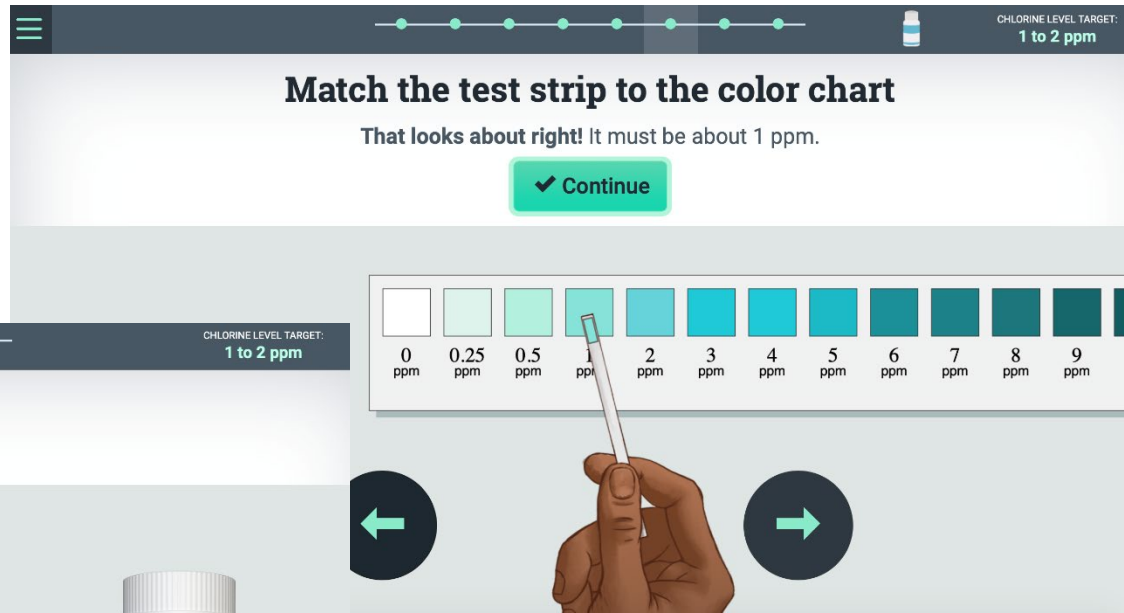 CHLORINE LEVEL TARGET:
1 to 2 ppm
Match the test strip to the color chart
That looks about right! It must be about 1 ppm.
✔ Continue
0 0.25 0.5 1 2 3 4 5 6 7 8 9
ppm ppm ppm ppm ppm ppm ppm ppm ppm ppm ppm ppm
CHLORINE LEVEL TARGET:
1 to 2 ppm